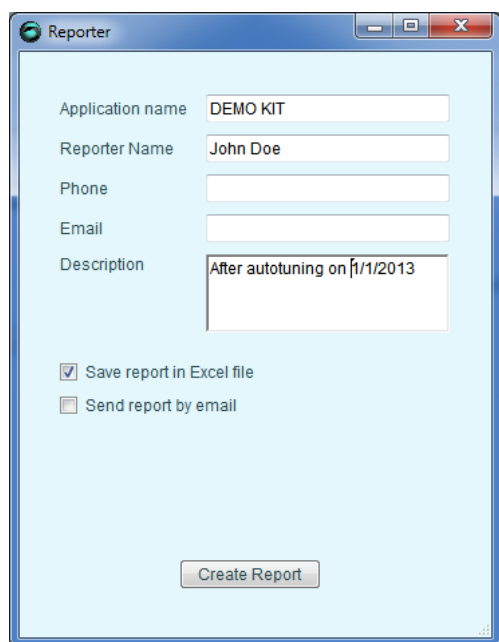 Reporter
Application name DEMO KIT
Reporter Name John Doe
Phone
Email
Description After autotuning on 1/1/2013
Save report in Excel file
Send report by email
Create Report